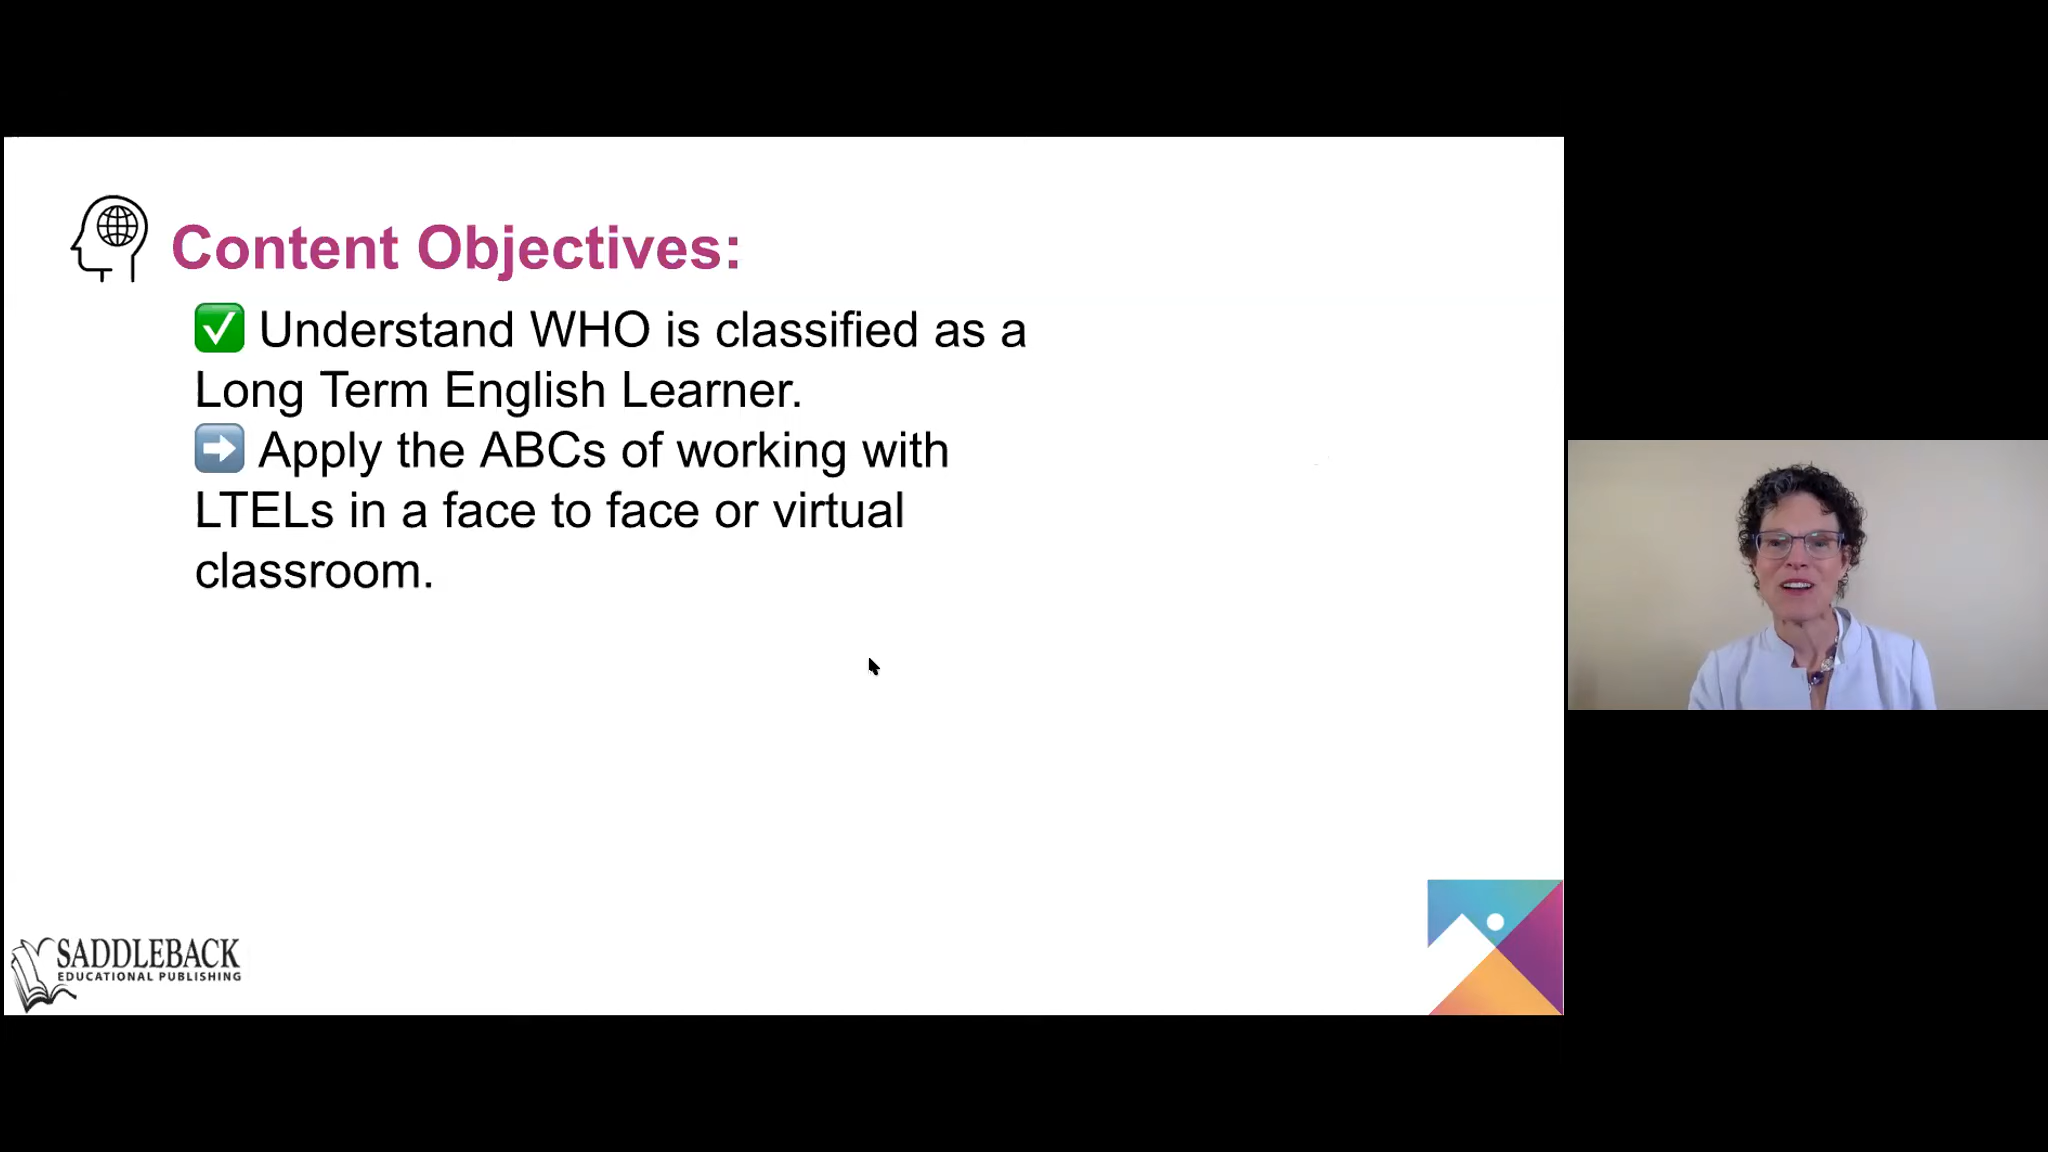 Content Objectives:
✅ Understand WHO is classified as a
Long Term English Learner.
➡️ Apply the ABCs of working with
LTELs in a face to face or virtual
classroom.
SADDLEBACK
EDUCATIONAL PUBLISHING